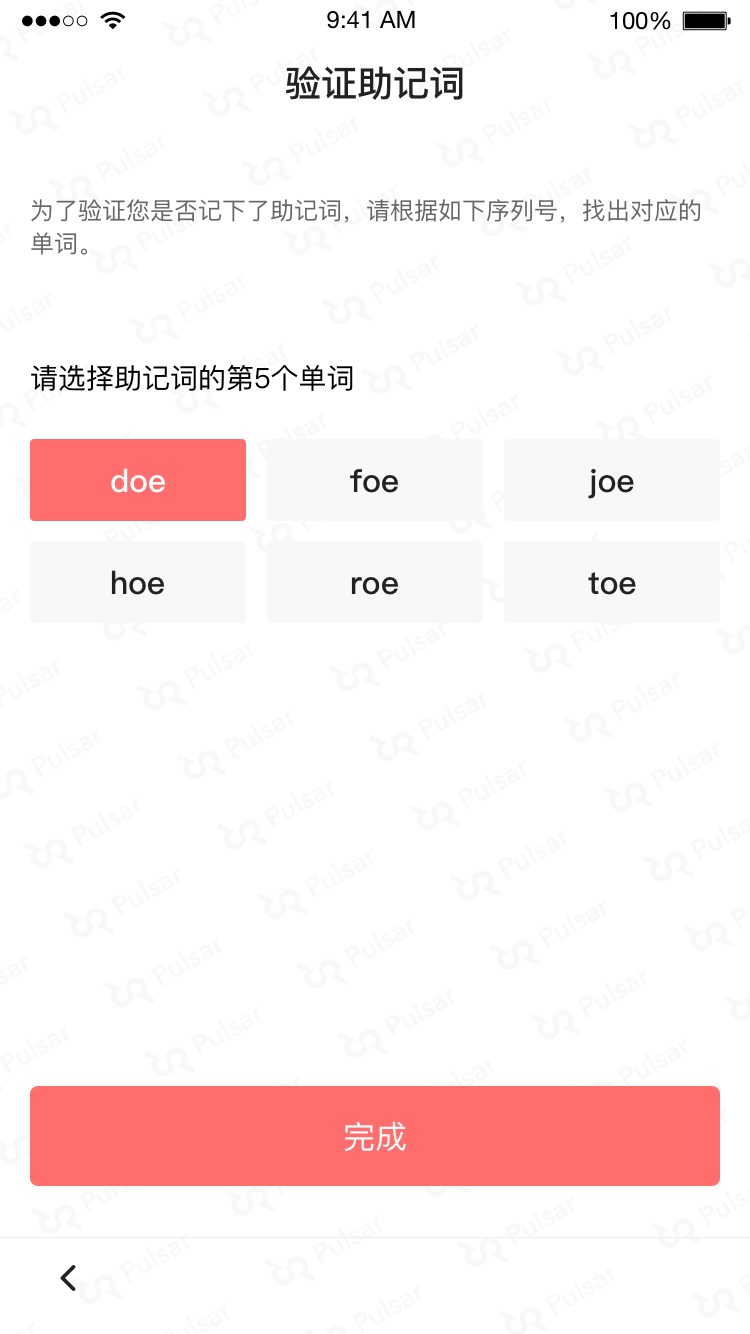 9:41 AM 100%
验证助记词
为了验证您是否记下了助记词，请根据如下序列号，找出对应的
单词。
请选择助记词的第5个单词
doe foe joe
hoe roe toe
完成
Pulsar